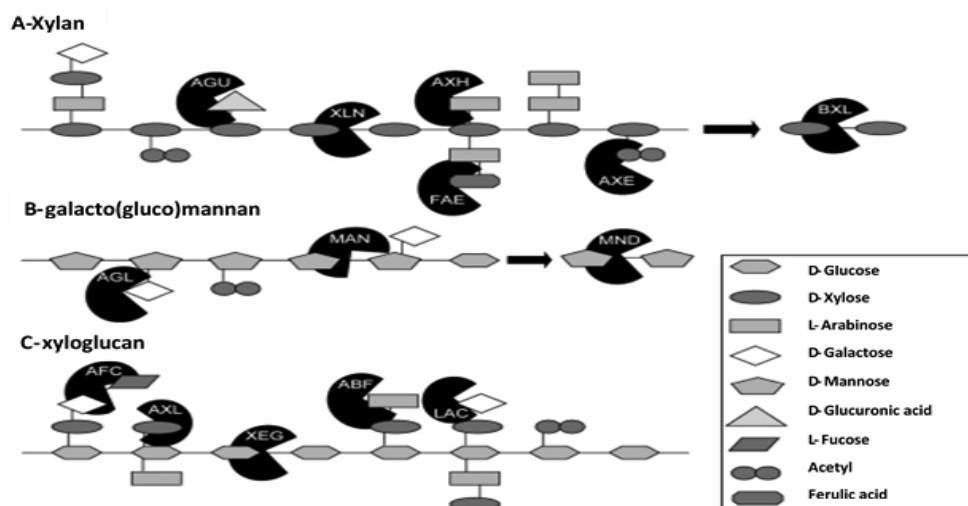 A-Xylan
AGU
XLN
AXH
BXL
FAE
AXE
B-galacto(gluco)mannan
MAN
MND
AGL
C-xyloglucan
AFC
AXL
XEG
ABF
LAC
D-Glucose
D-Xylose
L-Arabinose
D-Galactose
D-Mannose
D-Glucuronic acid
L-Fucose
Acetyl
Ferulic acid